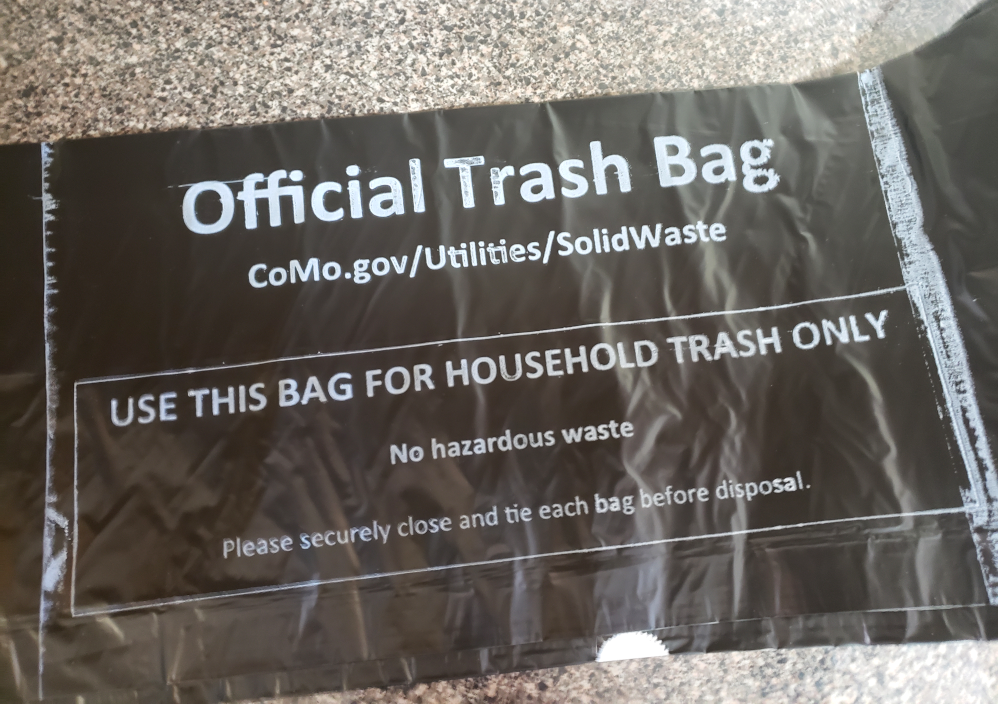 Official Trash Bag
CoMo.gov/Utilities/SolidWaste
USE THIS BAG FOR HOUSEHOLD TRASH ONLY
No hazardous waste
Please securely close and tie each bag before disposal.